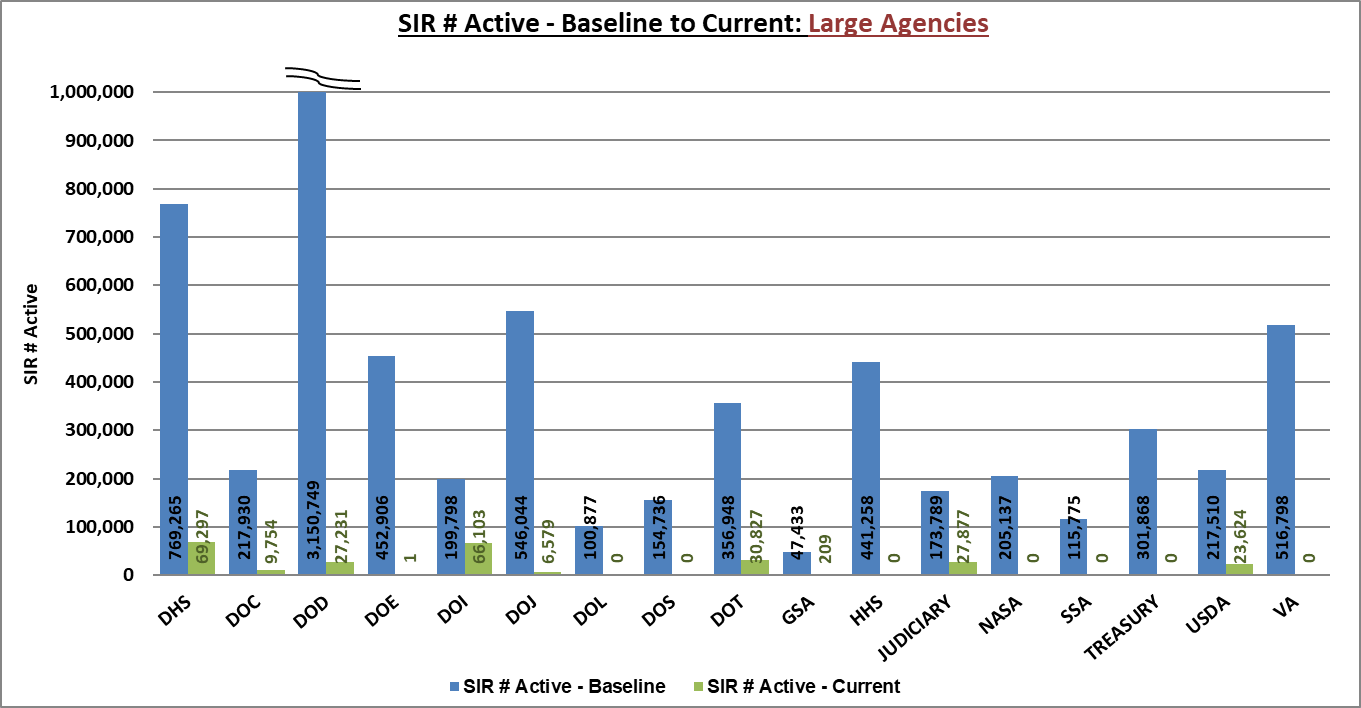 SIR # Active - Baseline to Current: Large Agencies
SIR # Active
1,000,000
900,000
800,000
700,000
600,000
500,000
400,000
300,000
200,000
100,000
0
769,265
69,297
217,930
9,754
3,150,749
27,231
452,906
1
199,798
66,103
546,044
6,579
100,877
0
154,736
0
356,948
30,827
47,433
209
441,258
0
173,789
27,877
205,137
0
115,775
0
301,868
0
217,510
23,624
516,798
0
DHS
DOC
DOD
DOE
DOI
DOJ
DOL
DOS
DOT
GSA
HHS
JUDICIARY
NASA
SSA
TREASURY
USDA
VA
SIR # Active - Baseline
SIR # Active - Current